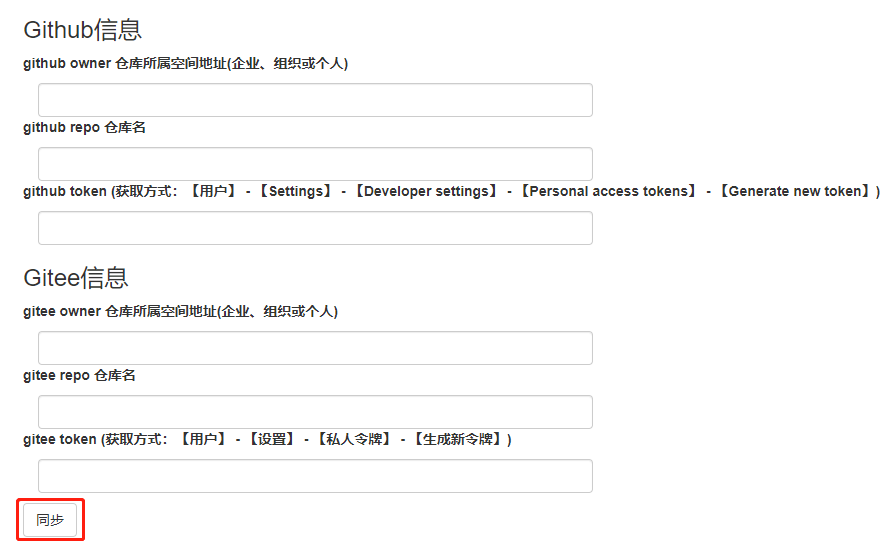 Github信息
github owner 仓库所属空间地址(企业、组织或个人)
github repo 仓库名
github token (获取方式：【用户】 - 【Settings】 - 【Developer settings】 - 【Personal access tokens】 - 【Generate new token】)
Gitee信息
gitee owner 仓库所属空间地址(企业、组织或个人)
gitee repo 仓库名
gitee token (获取方式：【用户】 - 【设置】 - 【私人令牌】 - 【生成新令牌】)
同步